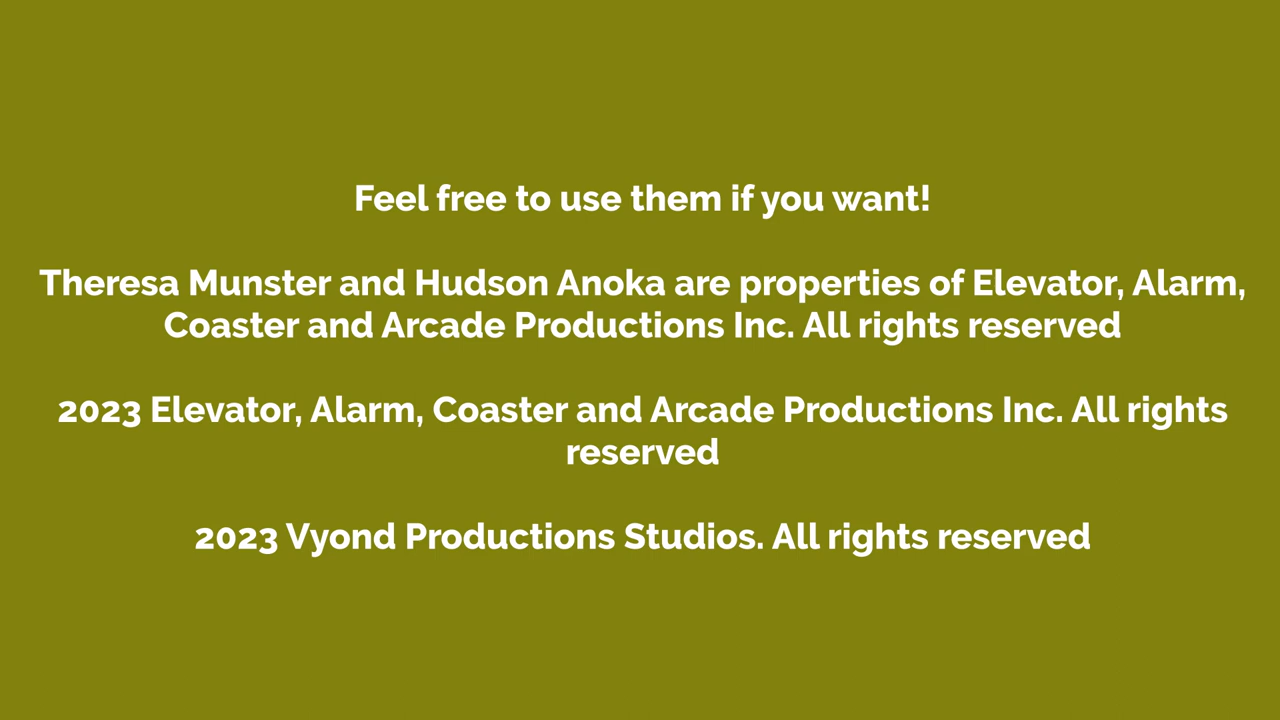 Feel free to use them if you want!
Theresa Munster and Hudson Anoka are properties of Elevator, Alarm,
Coaster and Arcade Productions Inc. All rights reserved
2023 Elevator, Alarm, Coaster and Arcade Productions Inc. All rights
reserved
2023 Vyond Productions Studios. All rights reserved